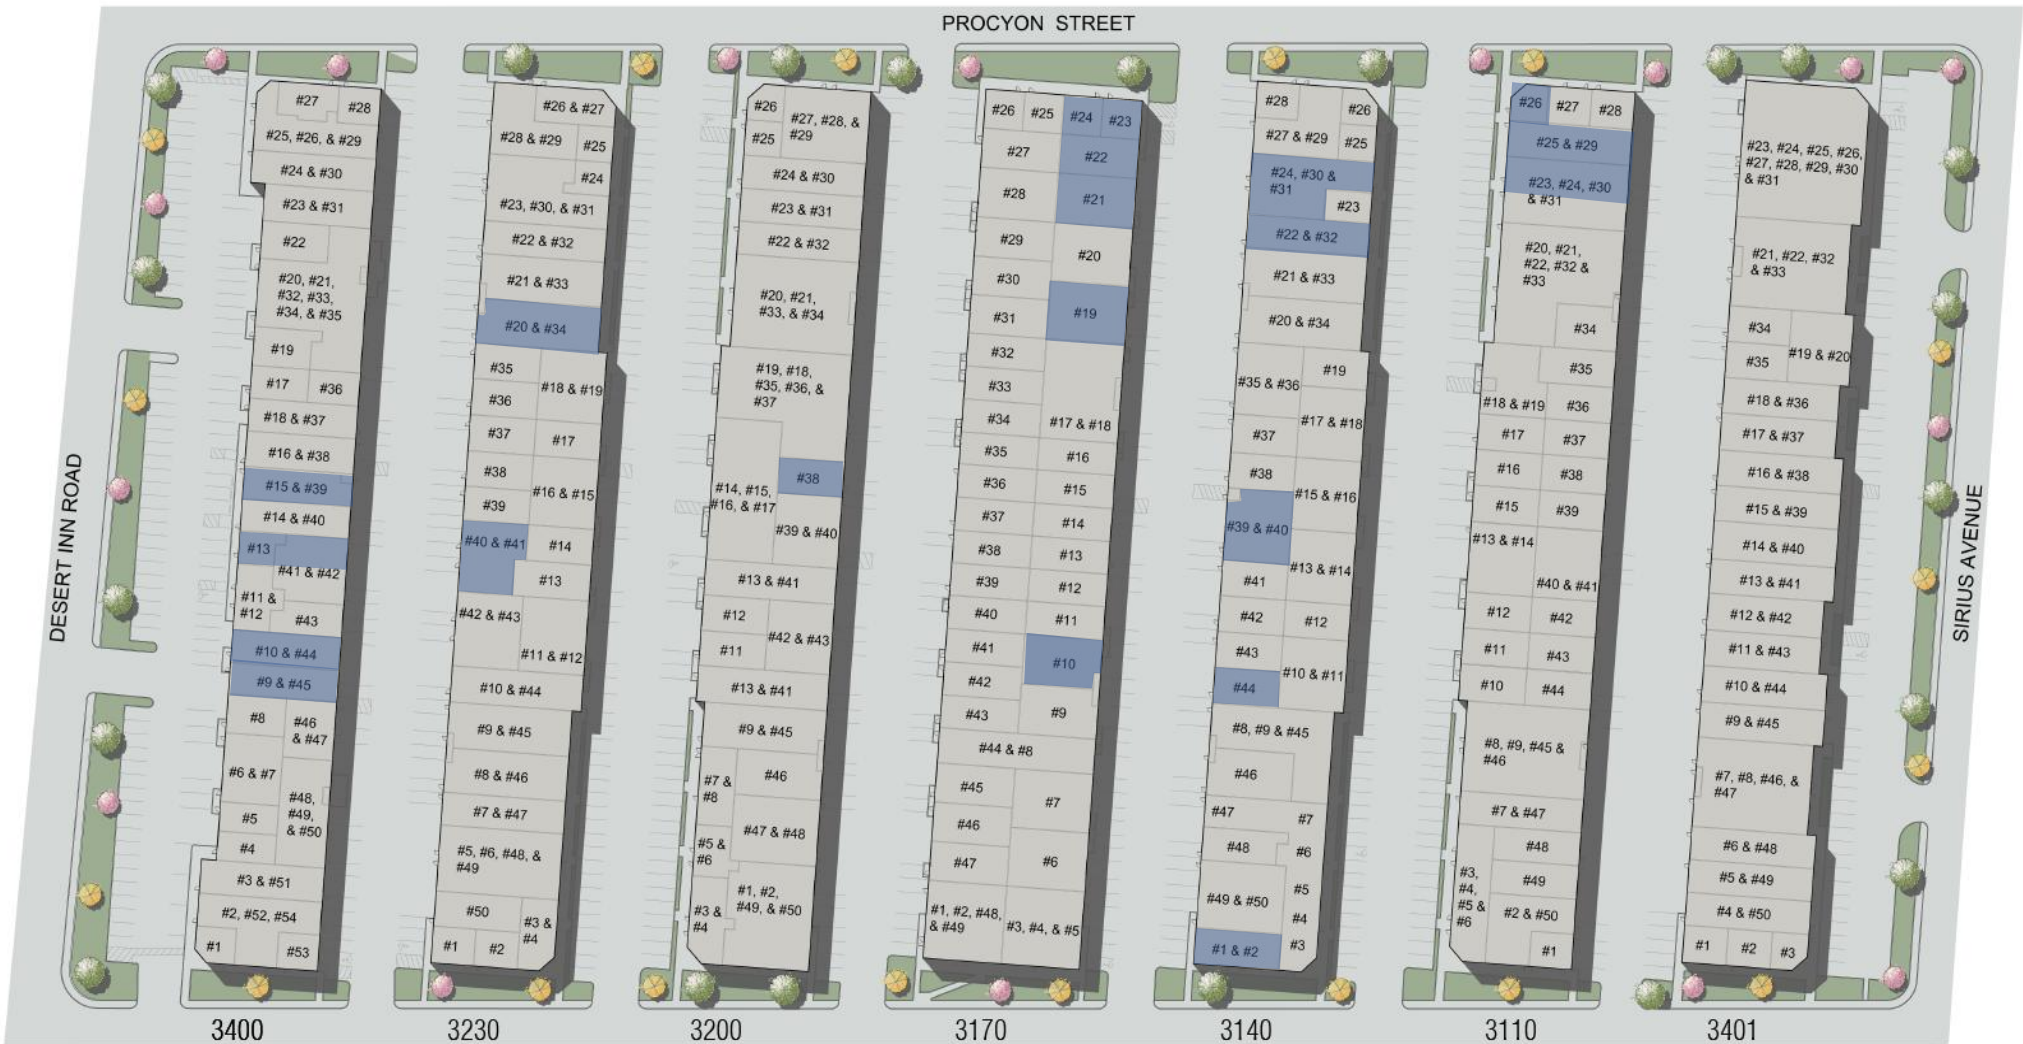 PROCYON STREET
DESERT INN ROAD
#27
#28
#25, #26, & #29
#24 & #30
#23 & #31
#22
#20, #21,
#32, #33,
#34, & #35
#19
#17
#36
#18 & #37
#16 & #38
#15 & #39
#14 & #40
#13
#41 & #42
#11 &
#12
#43
#10 & #44
#9 & #45
#8
#46
& #47
#6 & #7
#48,
#49,
& #50
#5
#4
#3 & #51
#2, #52, #54
#1
#53
3400
#26 & #27
#28 & #29
#25
#24
#23, #30, & #31
#22 & #32
#21 & #33
#20 & #34
#35
#18 & #19
#36
#37
#17
#38
#16 & #15
#39
#40 & #41
#14
#13
#42 & #43
#11 & #12
#10 & #44
#9 & #45
#8 & #46
#7 & #47
#5, #6, #48, &
#49
#50
#3 &
#4
#1
#2
3230
#26
#27, #28, &
#29
#25
#24 & #30
#23 & #31
#22 & #32
#20, #21,
#33, & #34
#19, #18,
#35, #36, &
#37
#38
#14, #15,
#16, & #17
#39 & #40
#13 & #41
#12
#42 & #43
#11
#13 & #41
#9 & #45
#7 &
#8
#46
#47 & #48
#5 &
#6
#1, #2,
#49, & #50
#3 &
#4
3200
#26
#25
#24
#23
#27
#22
#28
#21
#29
#20
#30
#31
#19
#32
#33
#34
#17 & #18
#35
#16
#36
#15
#37
#14
#38
#13
#39
#12
#40
#11
#41
#10
#42
#43
#9
#44 & #8
#45
#7
#46
#47
#6
#1, #2, #48,
& #49
#3, #4, & #5
3170
#28
#26
#27 & #29
#25
#24, #30 &
#31
#23
#22 & #32
#21 & #33
#20 & #34
#19
#35 & #36
#17 & #18
#37
#38
#15 & #16
#39 & #40
#13 & #14
#41
#42
#12
#43
#10 & #11
#44
#8, #9 & #45
#46
#47
#7
#48
#6
#49 & #50
#5
#4
#1 & #2
#3
3140
#26
#27
#28
#25 & #29
#23, #24, #30
& #31
#20, #21,
#22, #32 &
#33
#34
#35
#18 & #19
#36
#17
#37
#16
#38
#15
#39
#13 & #14
#40 & #41
#12
#42
#11
#43
#10
#44
#8, #9, #45 &
#46
#7 & #47
#48
#3,
#4,
#5 &
#6
#49
#2 & #50
#1
3110
#23, #24, #25, #26,
#27, #28, #29, #30
& #31
#21, #22, #32
& #33
#34
#19 & #20
#35
#18 & #36
#17 & #37
#16 & #38
#15 & #39
#14 & #40
#13 & #41
#12 & #42
#11 & #43
#10 & #44
#9 & #45
#7, #8, #46, &
#47
#6 & #48
#5 & #49
#4 & #50
#1
#2
#3
3401
SIRIUS AVENUE